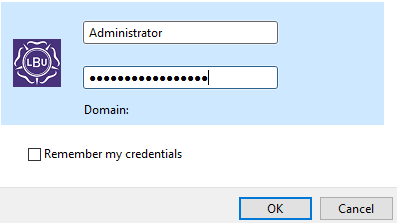 Administrator
LBU
●●●●●●●●●●●●●●●●●
Domain:
Remember my credentials
OK
Cancel